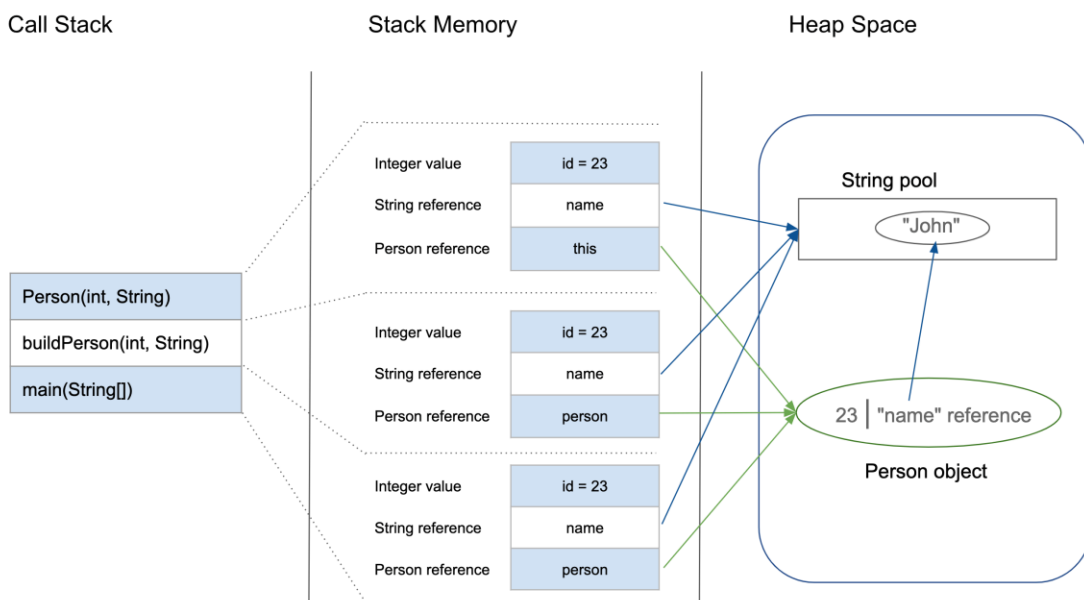 Call Stack
Stack Memory
Heap Space
Person(int, String)
buildPerson(int, String)
main(String[])
Integer value
id = 23
String reference
name
Person reference
this
Integer value
id = 23
String reference
name
Person reference
person
Integer value
id = 23
String reference
name
Person reference
person
String pool
"John"
23 | "name" reference
Person object